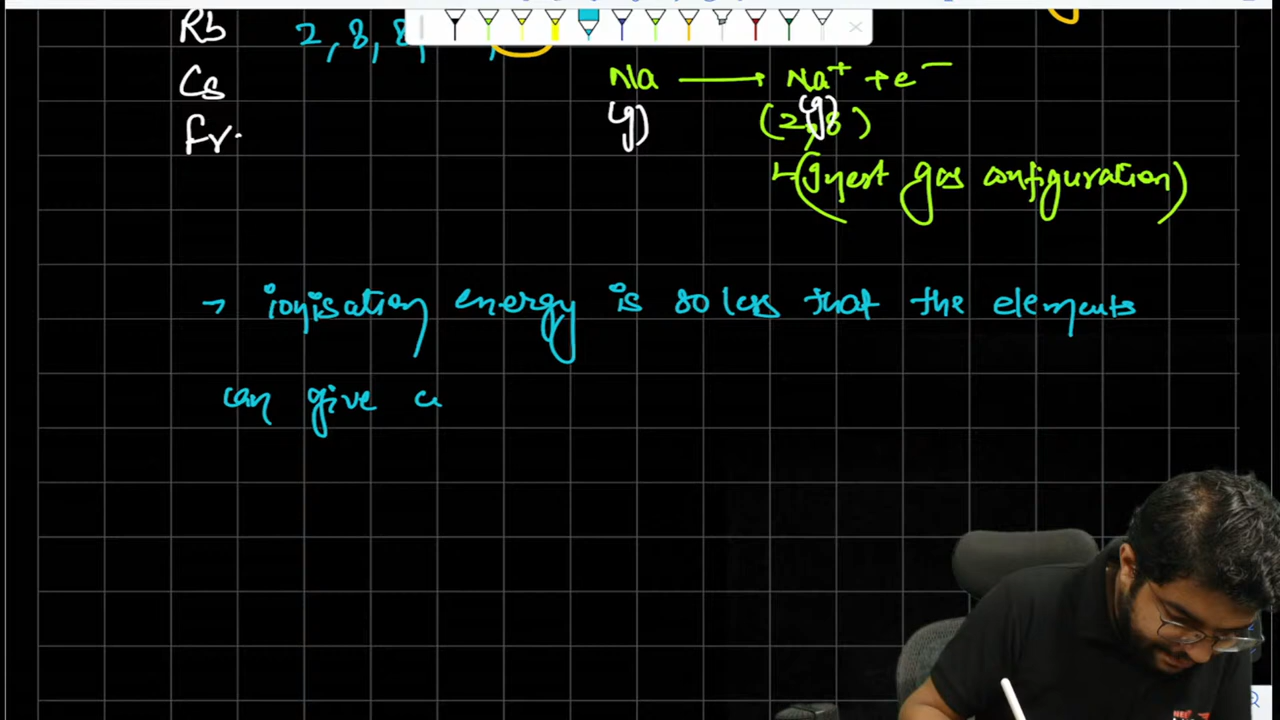 Rb 2, 8, 8,
Na ⟶ Na⁺ + e⁻
Cs
(g) (g)
(2,8)
Fr.
↳ (Inert gas configuration)
→ ionisation energy is so less that the elements
can give